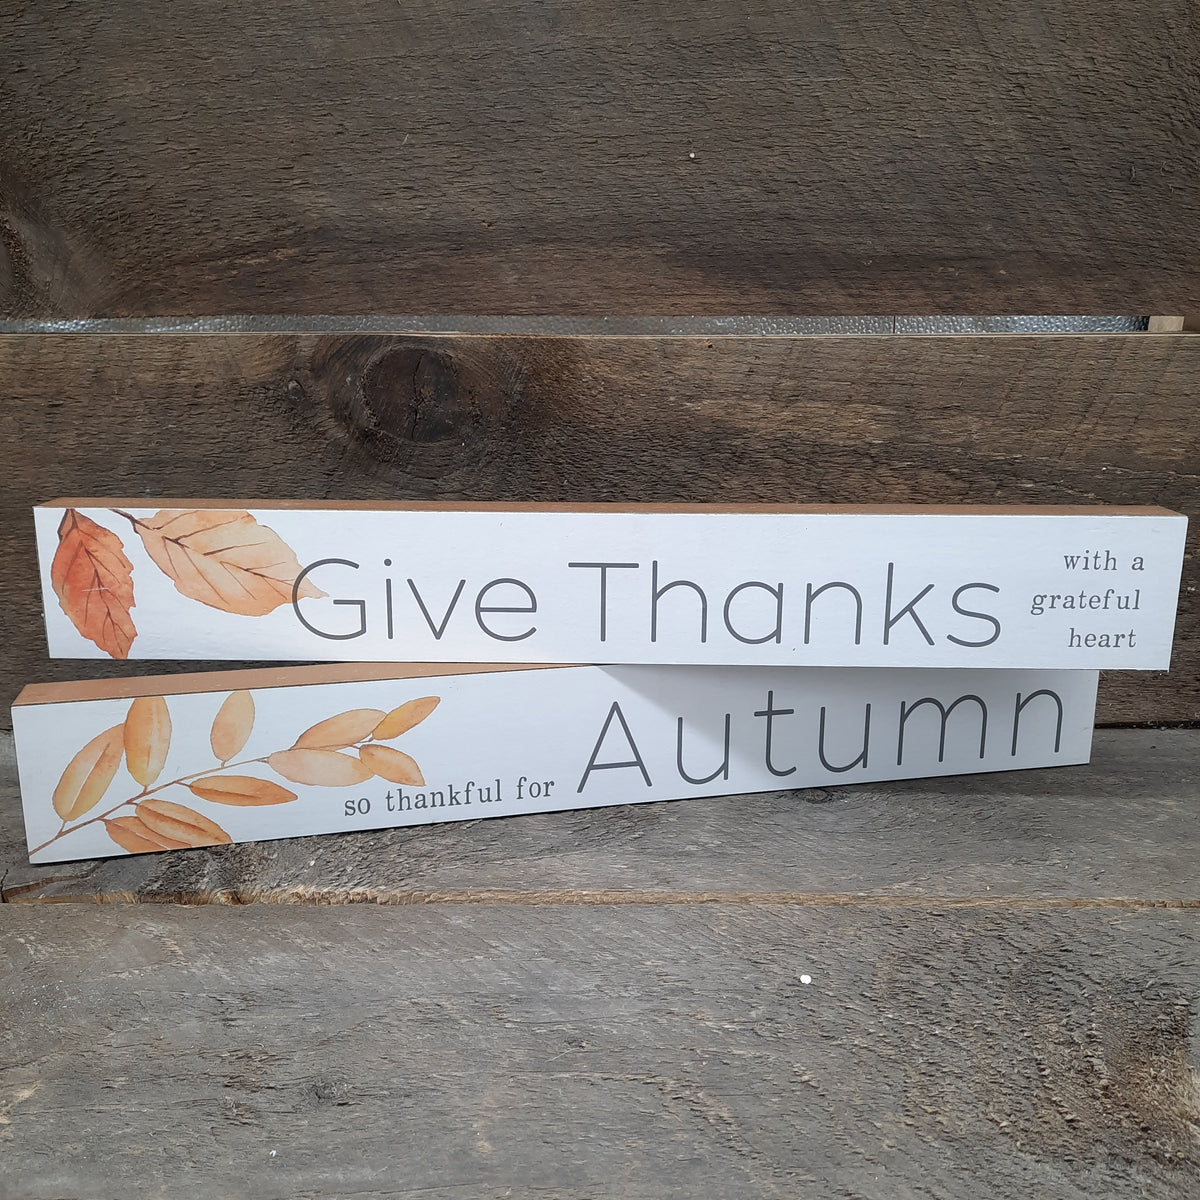 Give Thanks
with a
grateful
heart
so thankful for Autumn